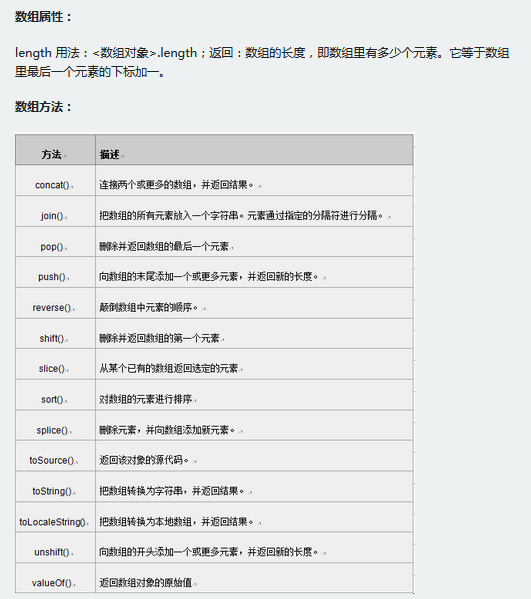 数组属性：
length 用法：<数组对象>.length；返回：数组的长度，即数组里有多少个元素。它等于数组
里最后一个元素的下标加一。
数组方法：
方法 描述
concat() 连接两个或更多的数组，并返回结果。
join() 把数组的所有元素放入一个字符串。元素通过指定的分隔符进行分隔。
pop() 删除并返回数组的最后一个元素
push() 向数组的末尾添加一个或更多元素，并返回新的长度。
reverse() 颠倒数组中元素的顺序。
shift() 删除并返回数组的第一个元素
slice() 从某个已有的数组返回选定的元素
sort() 对数组的元素进行排序
splice() 删除元素，并向数组添加新元素。
toSource() 返回该对象的源代码。
toString() 把数组转换为字符串，并返回结果。
toLocaleString() 把数组转换为本地数组，并返回结果。
unshift() 向数组的开头添加一个或更多元素，并返回新的长度。
valueOf() 返回数组对象的原始值